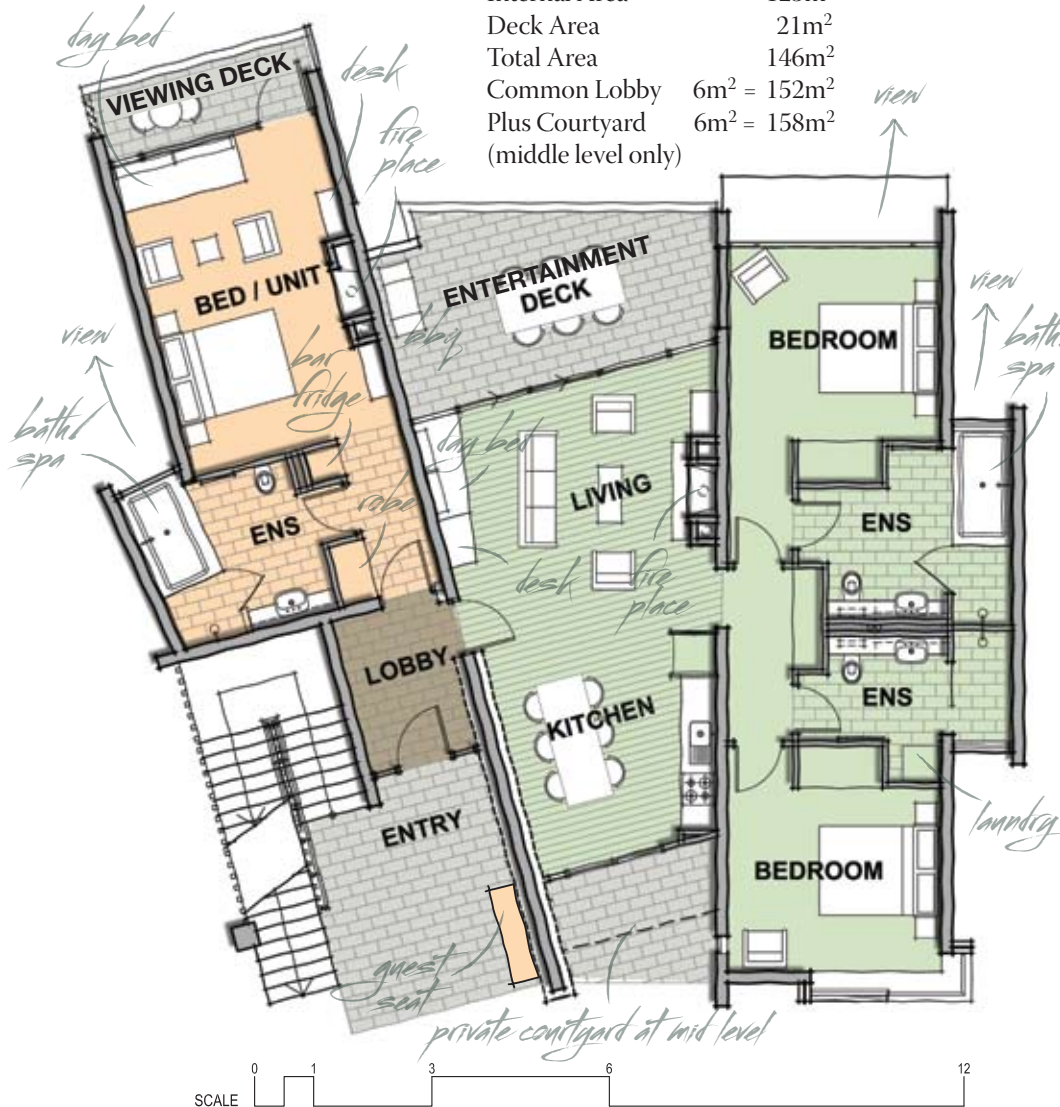 Deck Area 21m²
Total Area 146m²
Common Lobby 6m² = 152m²
Plus Courtyard 6m² = 158m²
(middle level only)
day bed
VIEWING DECK
desk
fire
place
view
ENTERTAINMENT
DECK
BED / UNIT
bbq
view
bar
fridge
BEDROOM
view
bath/
spa
bath/
spa
day bed
LIVING
robe
ENS
ENS
desk
fire
place
LOBBY
ENS
KITCHEN
ENTRY
laundry
BEDROOM
guest
seat
private courtyard at mid level
SCALE 0 1 3 6 12